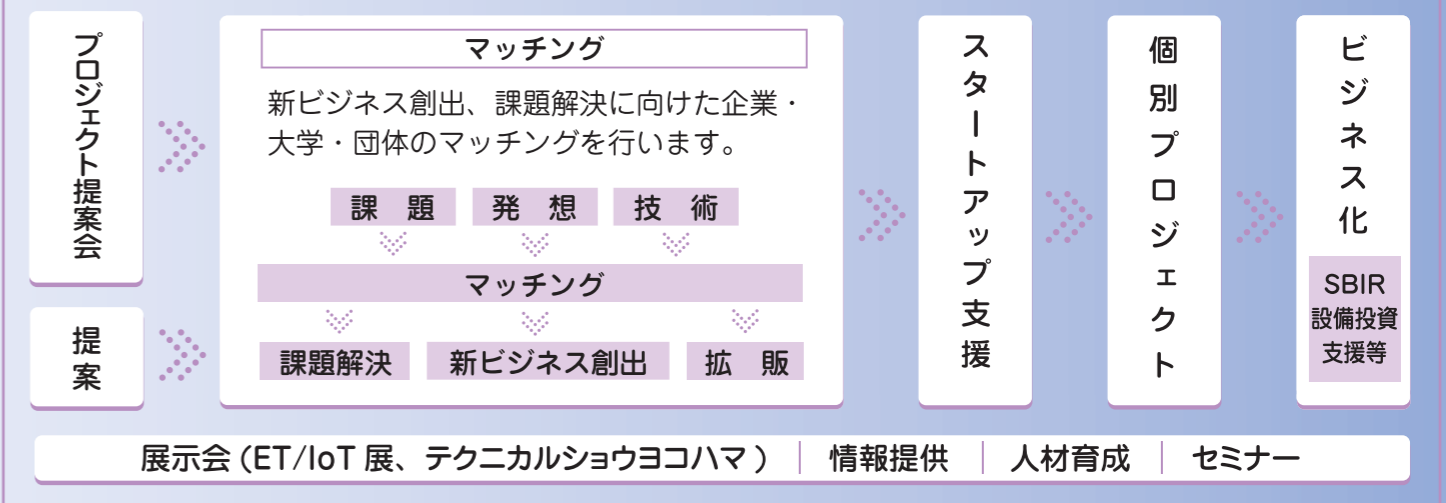 プロジェクト提案会
提案
マッチング
新ビジネス創出、課題解決に向けた企業・
大学・団体のマッチングを行います。
課 題 発 想 技 術
マッチング
課題解決 新ビジネス創出 拡 販
スタートアップ支援
個別プロジェクト
ビジネス化
SBIR
設備投資
支援等
展示会(ET/IoT 展、テクニカルショウヨコハマ) | 情報提供 | 人材育成 | セミナー